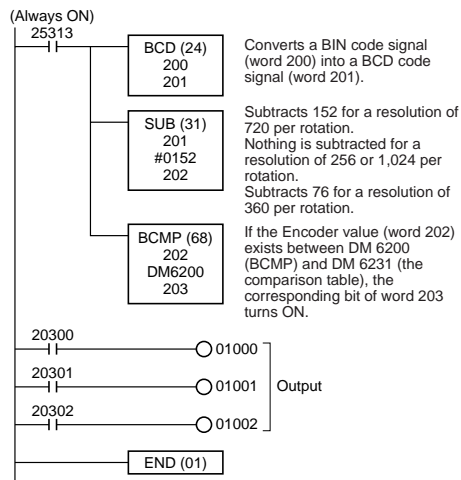 (Always ON)
25313
BCD (24)
200
201
Converts a BIN code signal
(word 200) into a BCD code
signal (word 201).
SUB (31)
201
#0152
202
Subtracts 152 for a resolution of
720 per rotation.
Nothing is subtracted for a
resolution of 256 or 1,024 per
rotation.
Subtracts 76 for a resolution of
360 per rotation.
BCMP (68)
202
DM6200
203
If the Encoder value (word 202)
exists between DM 6200
(BCMP) and DM 6231 (the
comparison table), the
corresponding bit of word 203
turns ON.
20300
01000
20301
01001
Output
20302
01002
END (01)